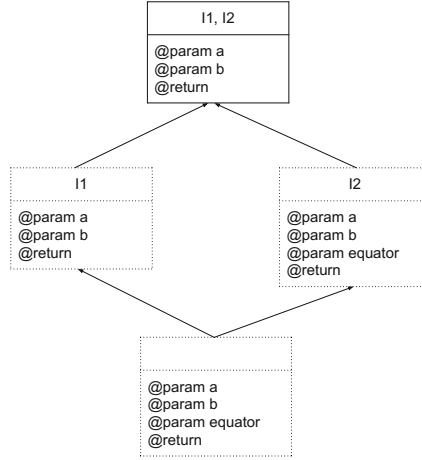 I1, I2
@param a
@param b
@return
I1
@param a
@param b
@return
I2
@param a
@param b
@param equator
@return
@param a
@param b
@param equator
@return